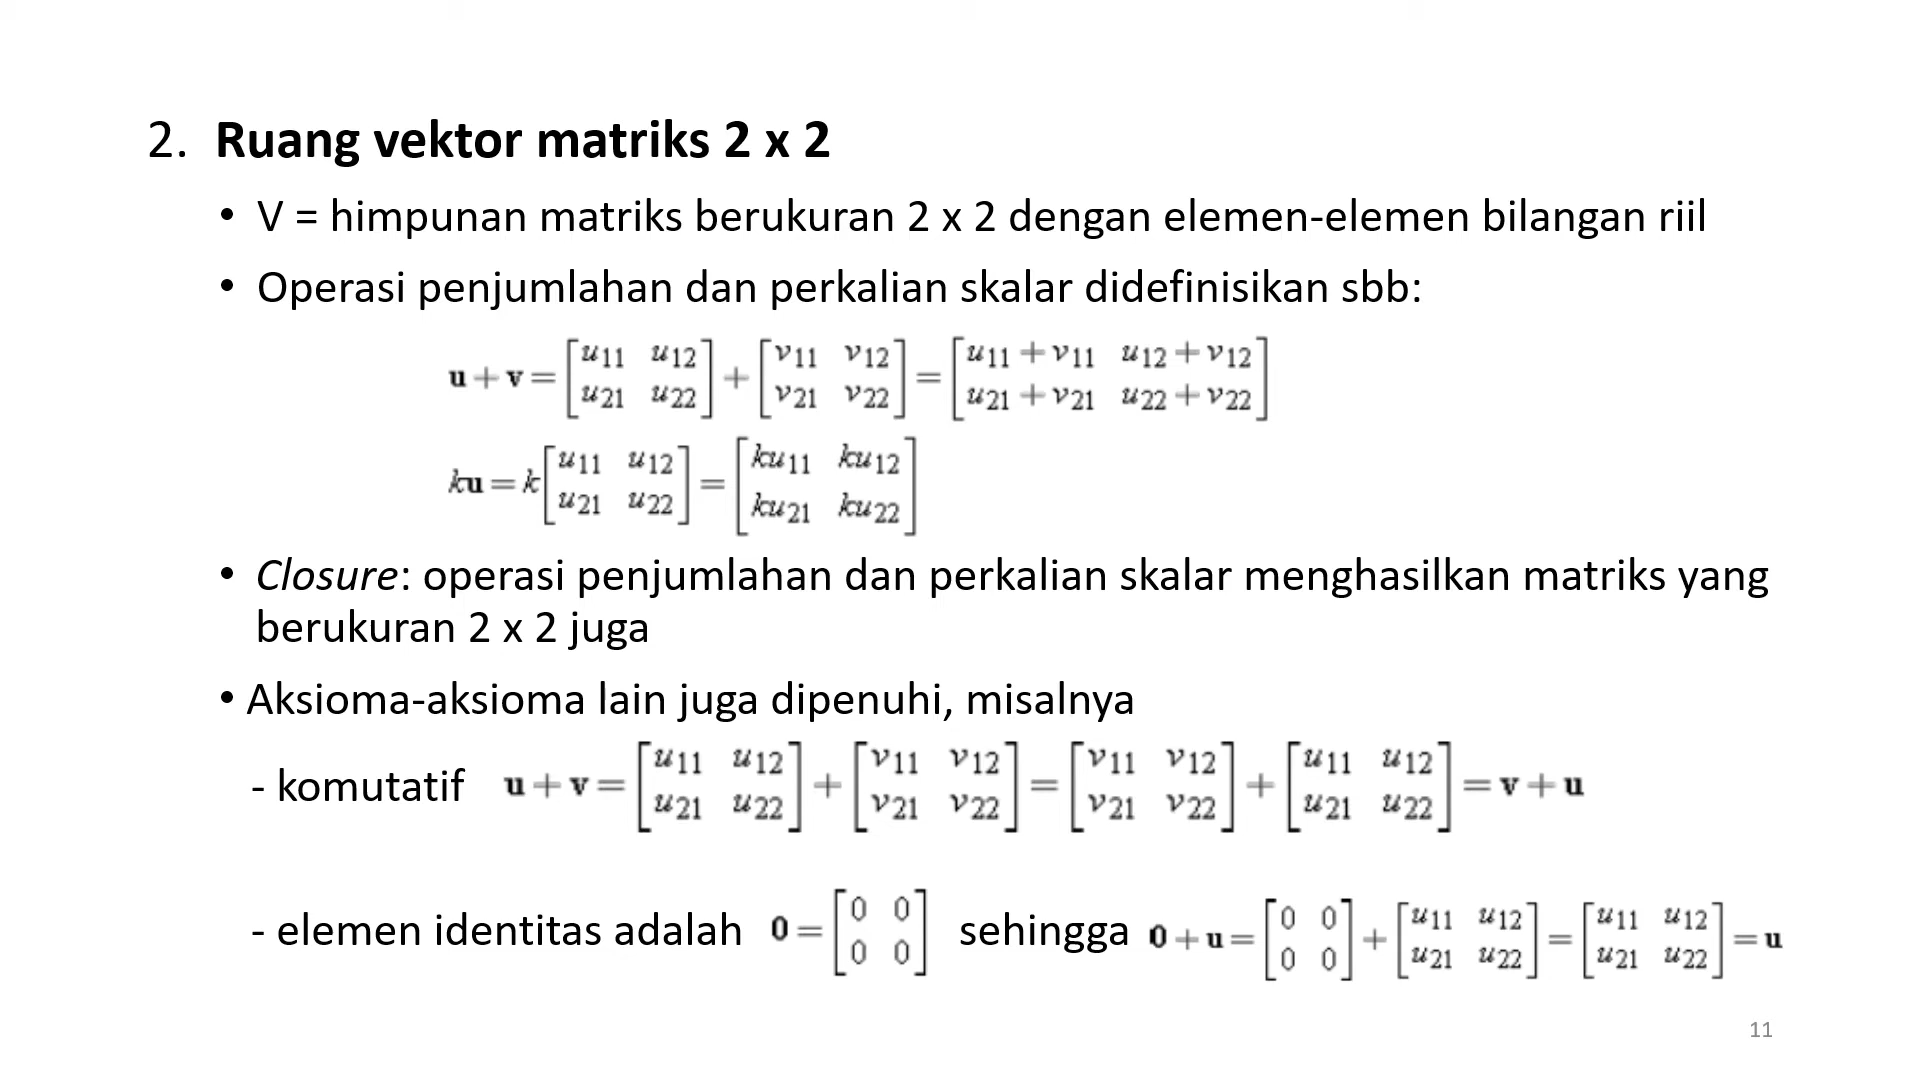 2. Ruang vektor matriks 2 x 2
• V = himpunan matriks berukuran 2 x 2 dengan elemen-elemen bilangan riil
• Operasi penjumlahan dan perkalian skalar didefinisikan sbb:
u + v = [u11 u12; u21 u22] + [v11 v12; v21 v22] = [u11 + v11 u12 + v12; u21 + v21 u22 + v22]
ku = k[u11 u12; u21 u22] = [ku11 ku12; ku21 ku22]
• Closure: operasi penjumlahan dan perkalian skalar menghasilkan matriks yang
berukuran 2 x 2 juga
• Aksioma-aksioma lain juga dipenuhi, misalnya
- komutatif u + v = [u11 u12; u21 u22] + [v11 v12; v21 v22] = [v11 v12; v21 v22] + [u11 u12; u21 u22] = v + u
- elemen identitas adalah 0 = [0 0; 0 0] sehingga 0 + u = [0 0; 0 0] + [u11 u12; u21 u22] = [u11 u12; u21 u22] = u
11